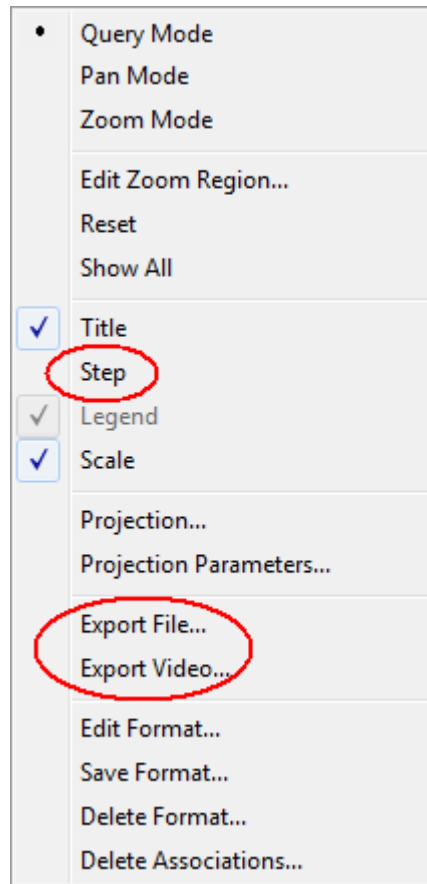 Query Mode
Pan Mode
Zoom Mode
Edit Zoom Region...
Reset
Show All
Title
Step
Legend
Scale
Projection...
Projection Parameters...
Export File...
Export Video...
Edit Format...
Save Format...
Delete Format...
Delete Associations...